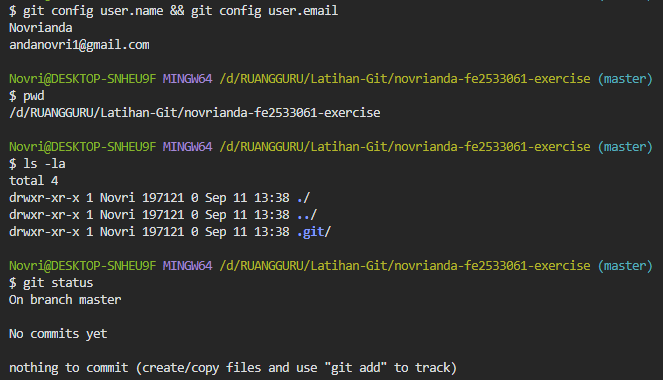 $ git config user.name && git config user.email
Novrianda
andanovri1@gmail.com
Novri@DESKTOP-SNHEU9F MINGW64 /d/RUANGGURU/Latihan-Git/novrianda-fe2533061-exercise (master)
$ pwd
/d/RUANGGURU/Latihan-Git/novrianda-fe2533061-exercise
Novri@DESKTOP-SNHEU9F MINGW64 /d/RUANGGURU/Latihan-Git/novrianda-fe2533061-exercise (master)
$ ls -la
total 4
drwxr-xr-x 1 Novri 197121 0 Sep 11 13:38 ./
drwxr-xr-x 1 Novri 197121 0 Sep 11 13:38 ../
drwxr-xr-x 1 Novri 197121 0 Sep 11 13:38 .git/
Novri@DESKTOP-SNHEU9F MINGW64 /d/RUANGGURU/Latihan-Git/novrianda-fe2533061-exercise (master)
$ git status
On branch master
No commits yet
nothing to commit (create/copy files and use "git add" to track)